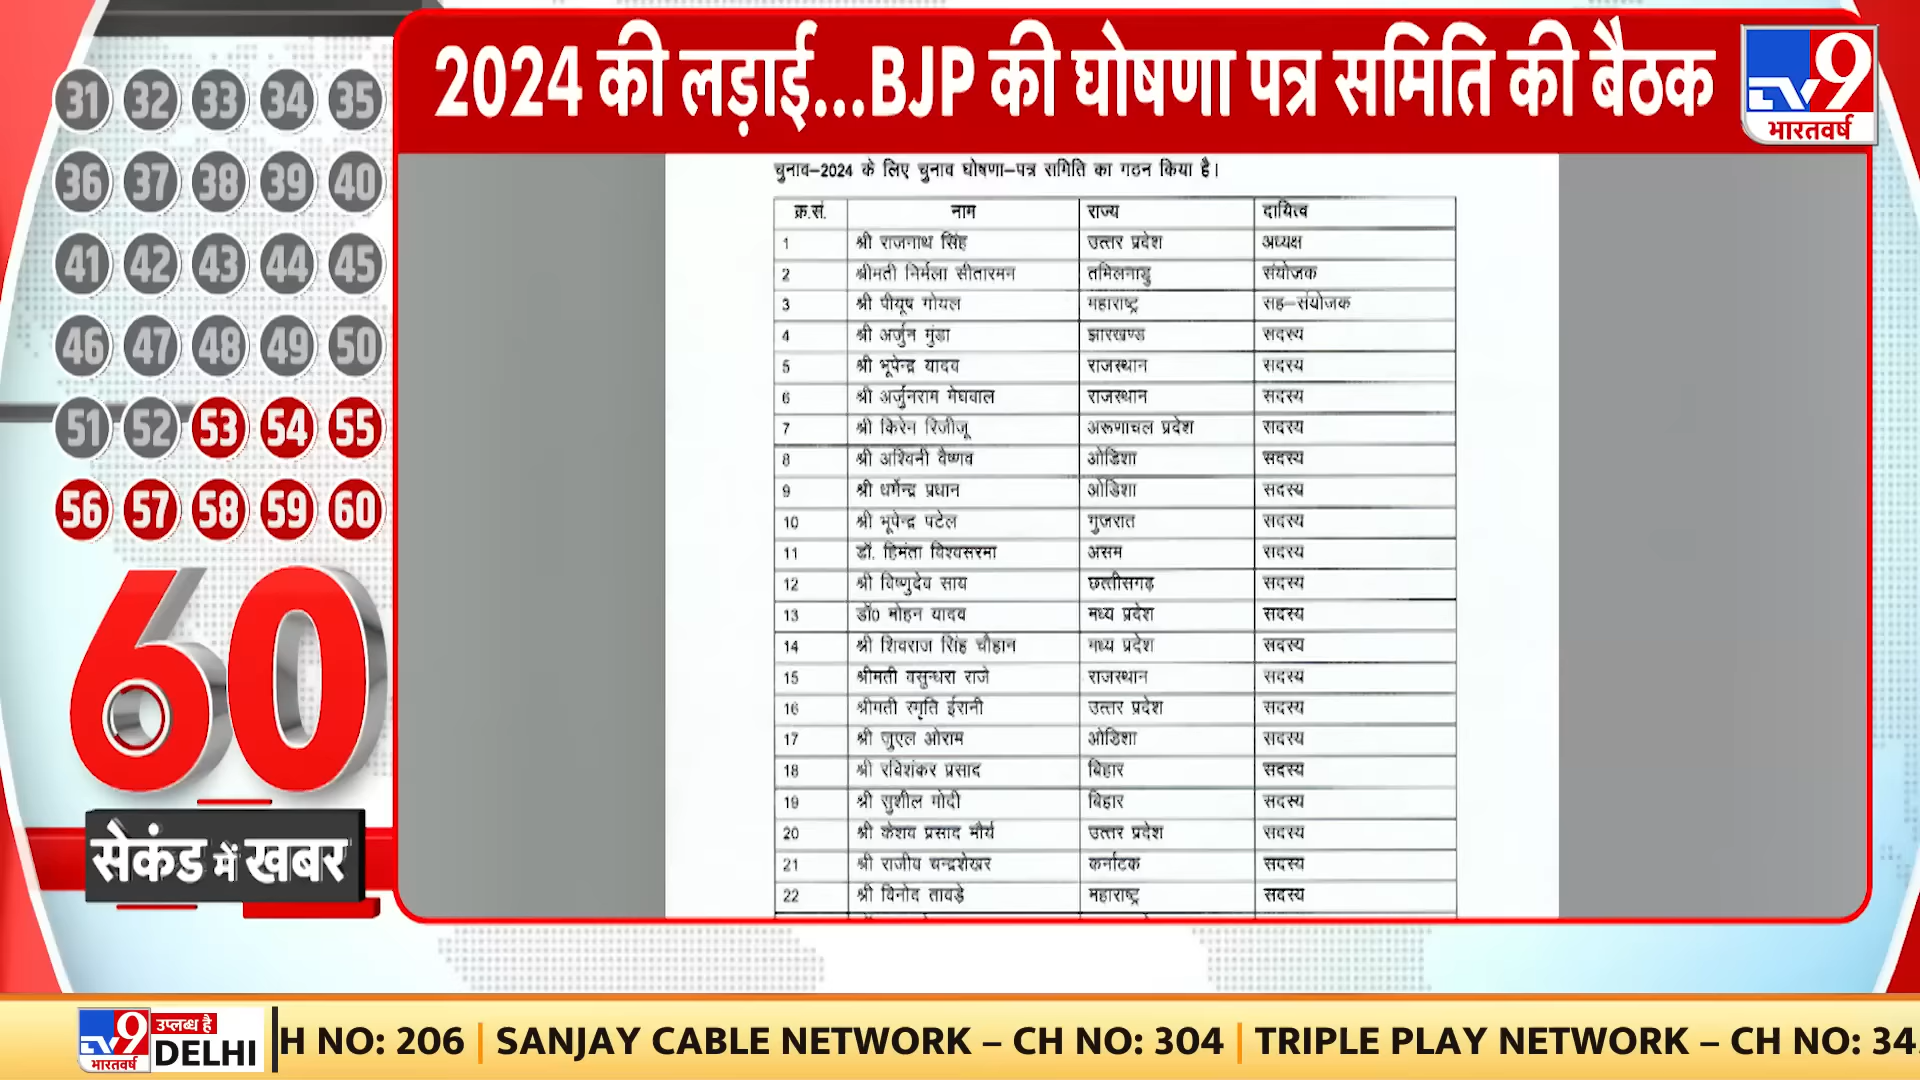 2024 की लड़ाई...BJP की घोषणा पत्र समिति की बैठक
TV9
भारतवर्ष
31 32 33 34 35
36 37 38 39 40
41 42 43 44 45
46 47 48 49 50
51 52 53 54 55
56 57 58 59 60
60
सेकंड में खबर
चुनाव–2024 के लिए चुनाव घोषणा–पत्र समिति का गठन किया है।
क्र.सं. नाम राज्य दायित्व
1 श्री राजनाथ सिंह उत्तर प्रदेश अध्यक्ष
2 श्रीमती निर्मला सीतारमन तमिलनाडु संयोजक
3 श्री पीयूष गोयल महाराष्ट्र सह–संयोजक
4 श्री अर्जुन मुंडा झारखण्ड सदस्य
5 श्री भूपेन्द्र यादव राजस्थान सदस्य
6 श्री अर्जुनराम मेघवाल राजस्थान सदस्य
7 श्री किरेन रिजीजू अरूणाचल प्रदेश सदस्य
8 श्री अश्विनी वैष्णव ओडिशा सदस्य
9 श्री धर्मेन्द्र प्रधान ओडिशा सदस्य
10 श्री भूपेन्द्र पटेल गुजरात सदस्य
11 डॉ. हिमंता विश्वसरमा असम सदस्य
12 श्री विष्णुदेव साय छत्तीसगढ़ सदस्य
13 डॉ0 मोहन यादव मध्य प्रदेश सदस्य
14 श्री शिवराज सिंह चौहान मध्य प्रदेश सदस्य
15 श्रीमती वसुन्धरा राजे राजस्थान सदस्य
16 श्रीमती स्मृति ईरानी उत्तर प्रदेश सदस्य
17 श्री जुएल ओराम ओडिशा सदस्य
18 श्री रविशंकर प्रसाद बिहार सदस्य
19 श्री सुशील मोदी बिहार सदस्य
20 श्री केशव प्रसाद मौर्य उत्तर प्रदेश सदस्य
21 श्री राजीव चन्द्रशेखर कर्नाटक सदस्य
22 श्री विनोद तावड़े महाराष्ट्र सदस्य
TV9 भारतवर्ष उपलब्ध है DELHI
H NO: 206 | SANJAY CABLE NETWORK – CH NO: 304 | TRIPLE PLAY NETWORK – CH NO: 34